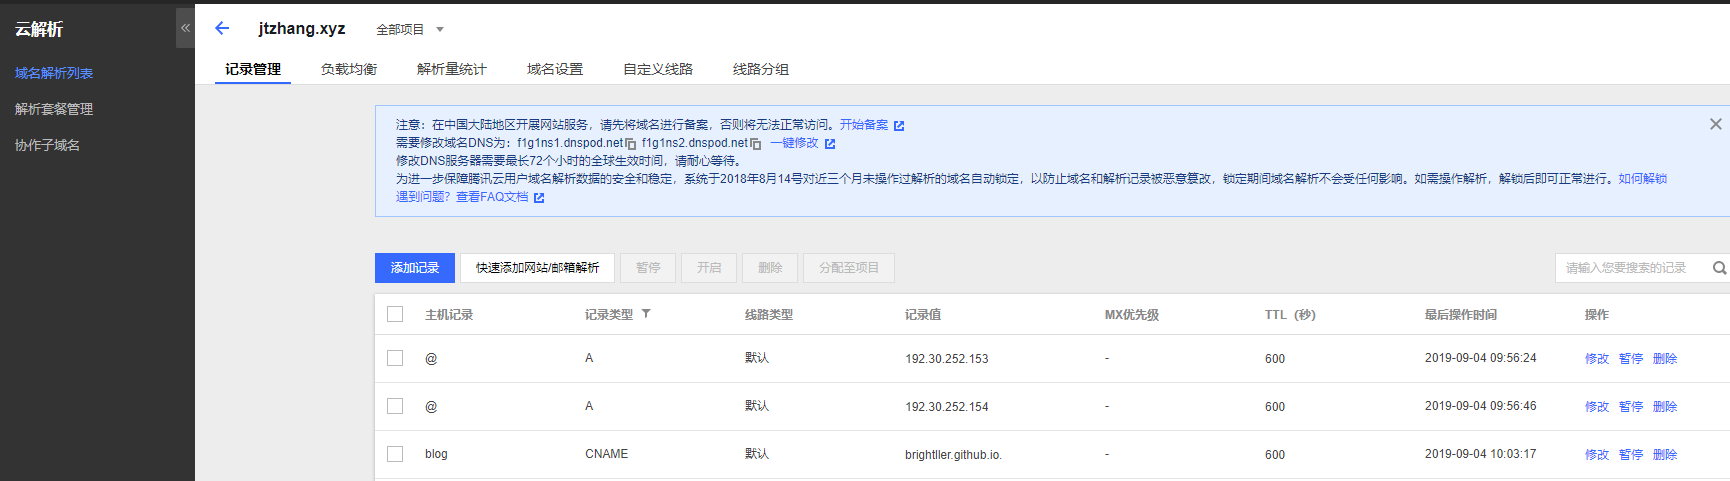 云解析
域名解析列表
解析套餐管理
协作子域名
jtzhang.xyz 全部项目
记录管理 负载均衡 解析量统计 域名设置 自定义线路 线路分组
注意：在中国大陆地区开展网站服务，请先将域名进行备案，否则将无法正常访问。开始备案
需要修改域名DNS为：f1g1ns1.dnspod.net f1g1ns2.dnspod.net 一键修改
修改DNS服务器需要最长72个小时的全球生效时间，请耐心等待。
为进一步保障腾讯云用户域名解析数据的安全和稳定，系统于2018年8月14号对近三个月未操作过解析的域名自动锁定，以防止域名和解析记录被恶意篡改，锁定期间域名解析不会受任何影响。如需操作解析，解锁后即可正常进行。如何解锁
遇到问题？查看FAQ文档
添加记录 快速添加网站/邮箱解析 暂停 开启 删除 分配至项目 请输入您要搜索的记录
主机记录 记录类型 线路类型 记录值 MX优先级 TTL（秒） 最后操作时间 操作
@ A 默认 192.30.252.153 - 600 2019-09-04 09:56:24 修改 暂停 删除
@ A 默认 192.30.252.154 - 600 2019-09-04 09:56:46 修改 暂停 删除
blog CNAME 默认 brightller.github.io. - 600 2019-09-04 10:03:17 修改 暂停 删除